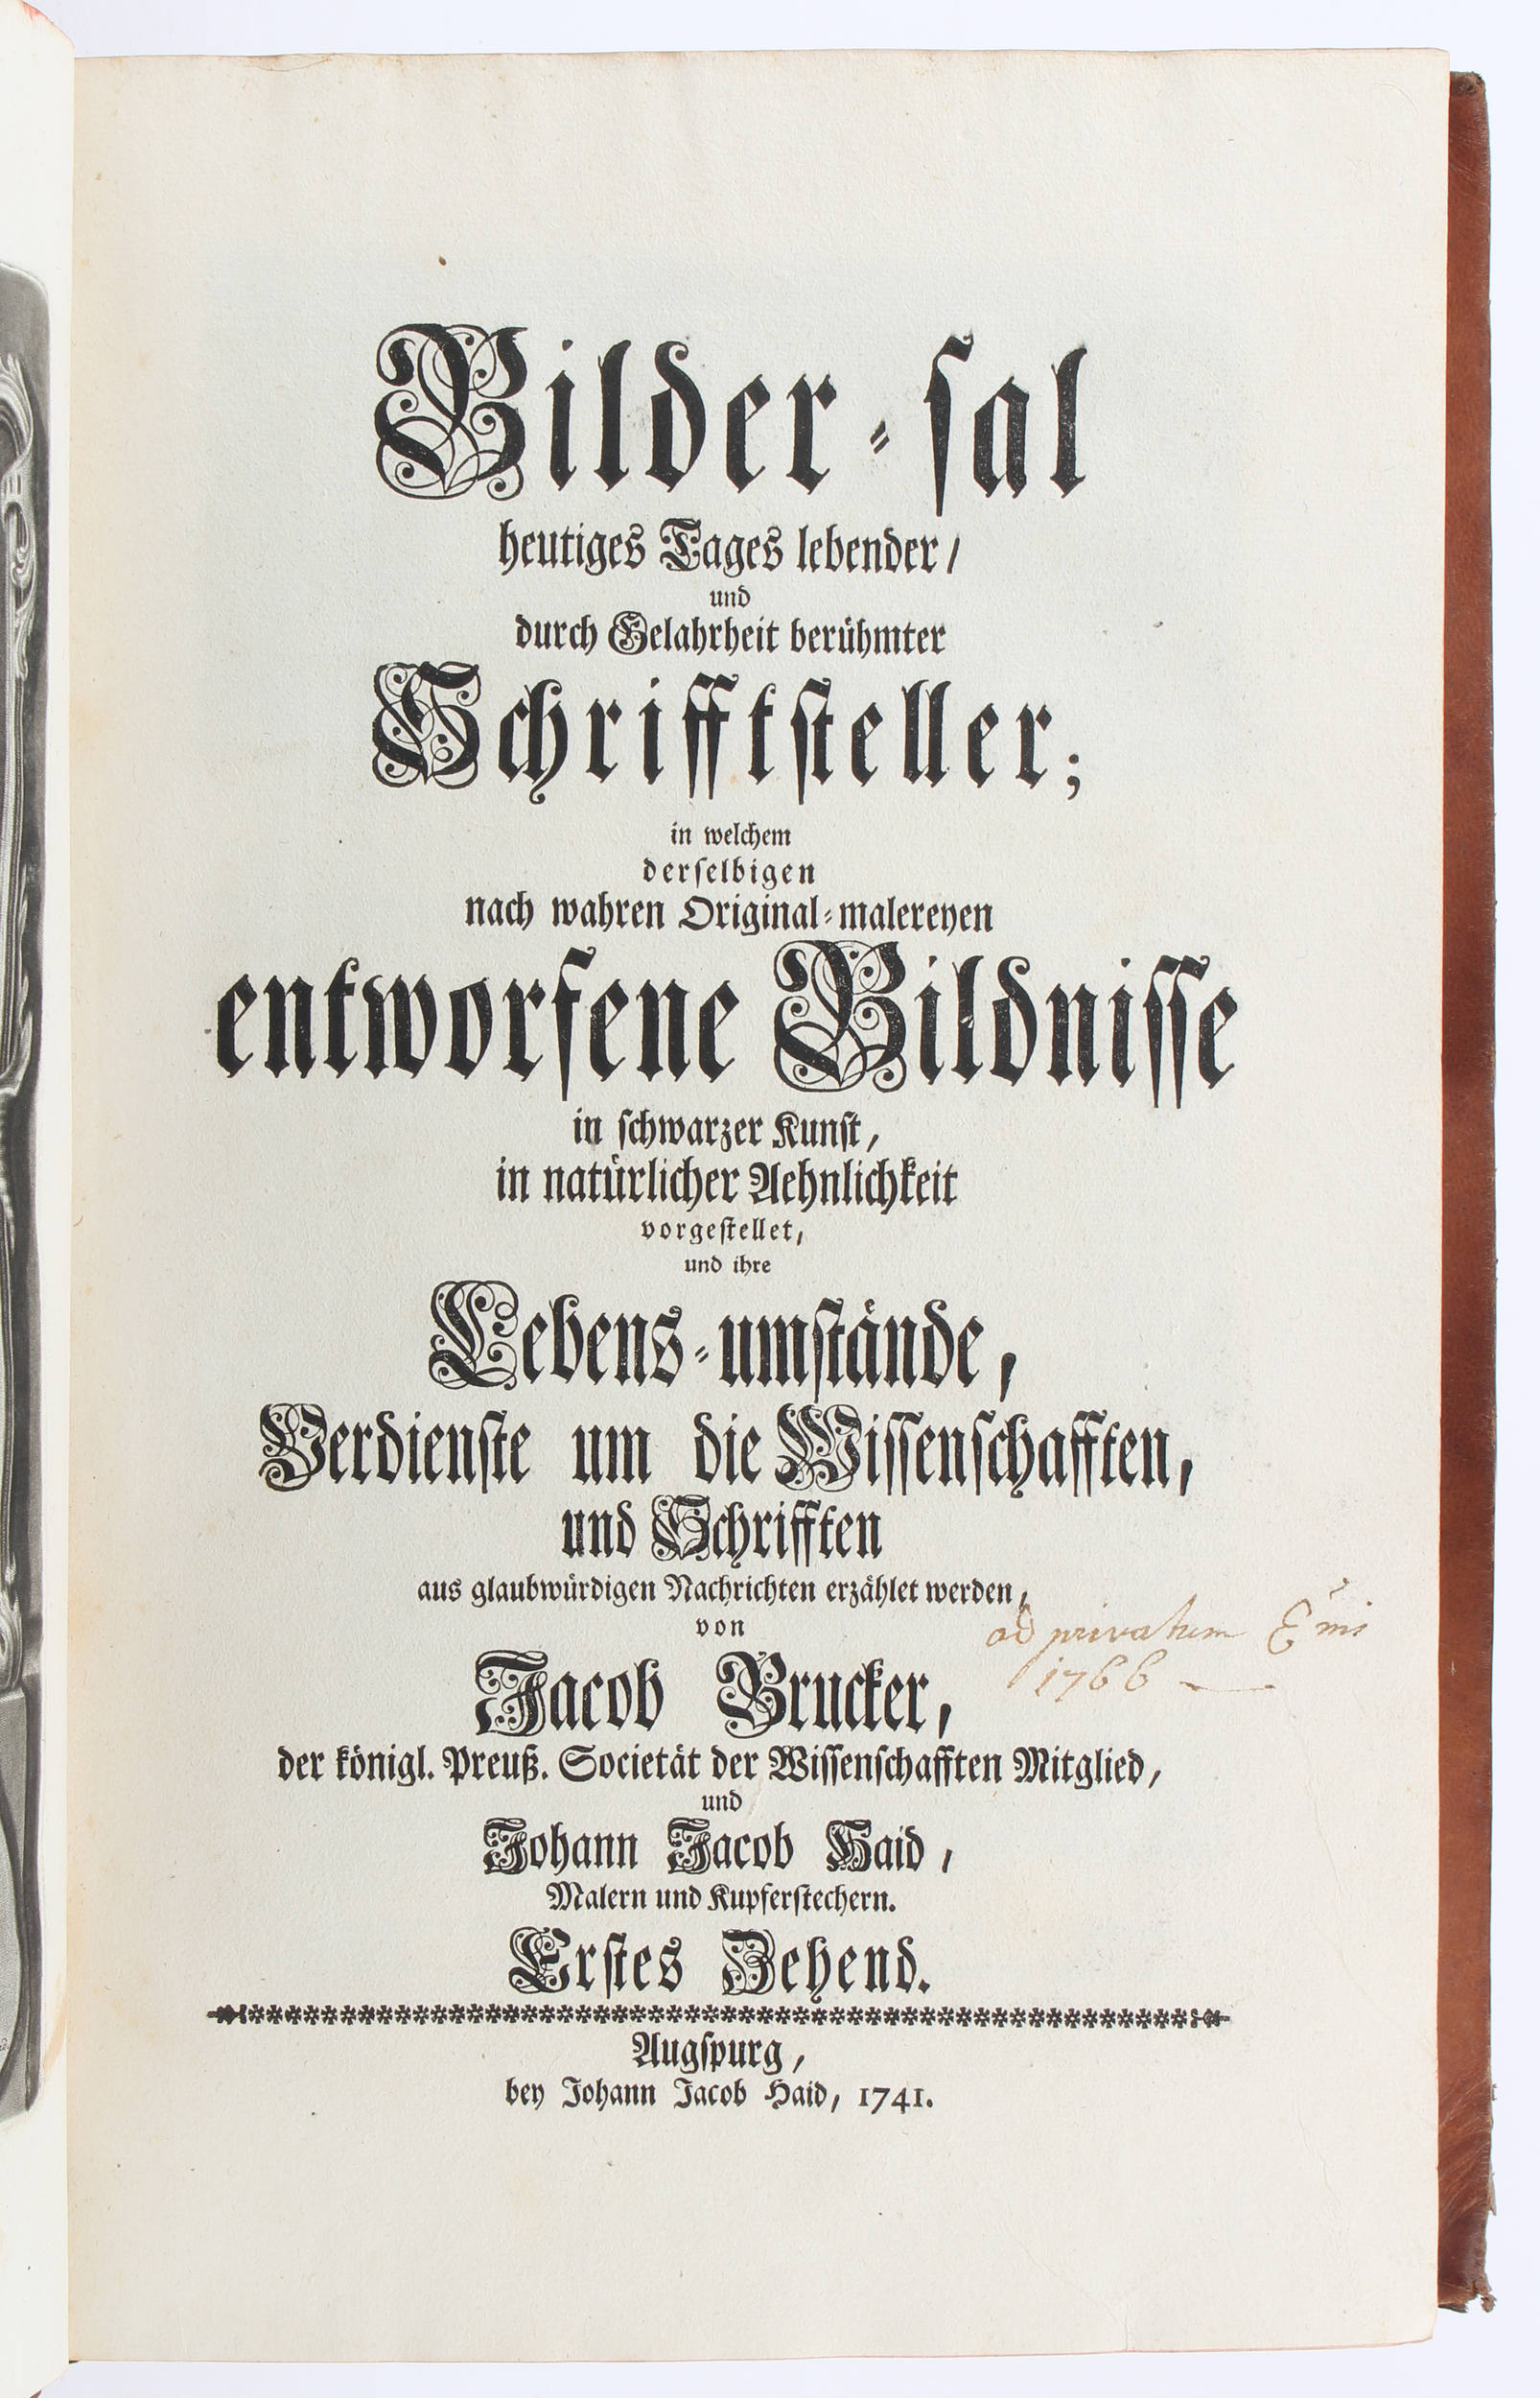 Bilder-sal
heutiges Tages lebender/
und
durch Gelahrheit berühmter
Schrifftsteller;
in welchem
derselbigen
nach wahren Original-malereyen
entworfene Bildnisse
in schwarzer Kunst,
in natürlicher Aehnlichkeit
vorgestellet,
und ihre
Lebens-umstände,
Verdienste um die Wissenschafften,
und Schrifften
aus glaubwürdigen Nachrichten erzählet werden,
von
ad privatum
1766
Jacob Brucker,
der königl. Preuß. Societät der Wissenschafften Mitglied,
und
Johann Jacob Haid,
Malern und Kupferstechern.
Erstes Zehend.
Augspurg,
bey Johann Jacob Haid, 1741.